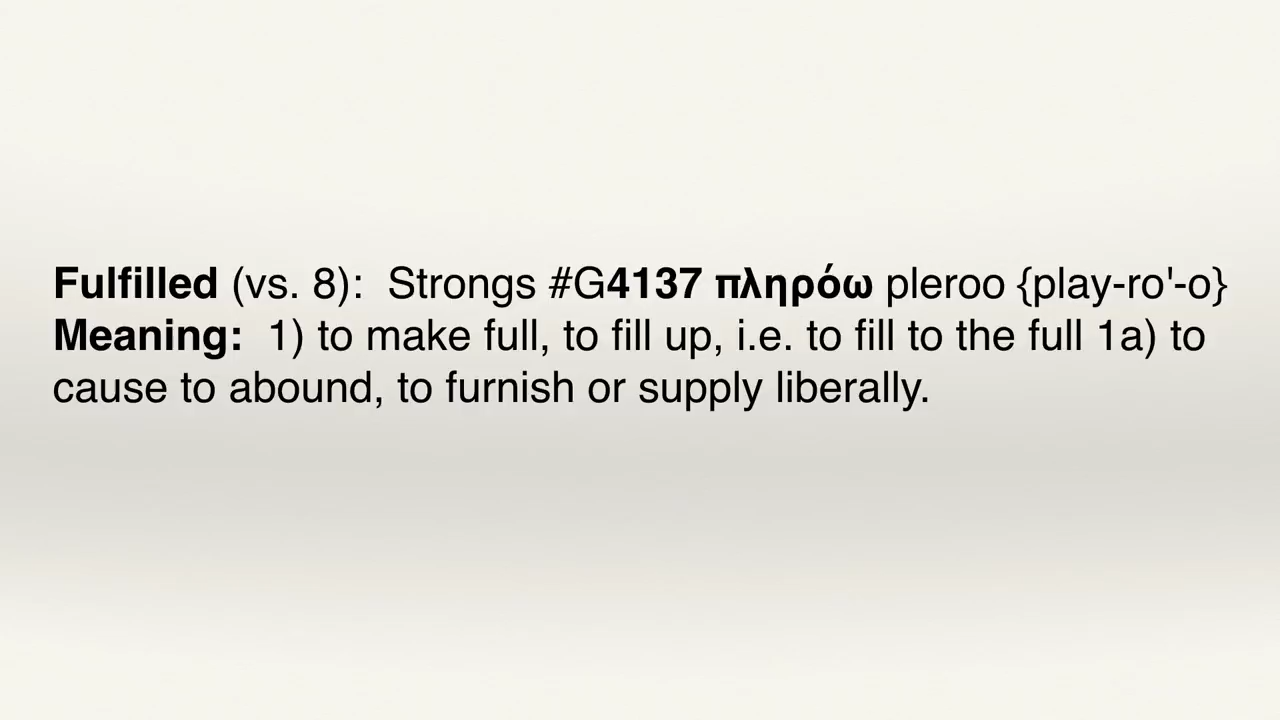 Fulfilled (vs. 8):  Strongs #G4137 πληρόω pleroo {play-ro'-o}
Meaning:  1) to make full, to fill up, i.e. to fill to the full 1a) to
cause to abound, to furnish or supply liberally.